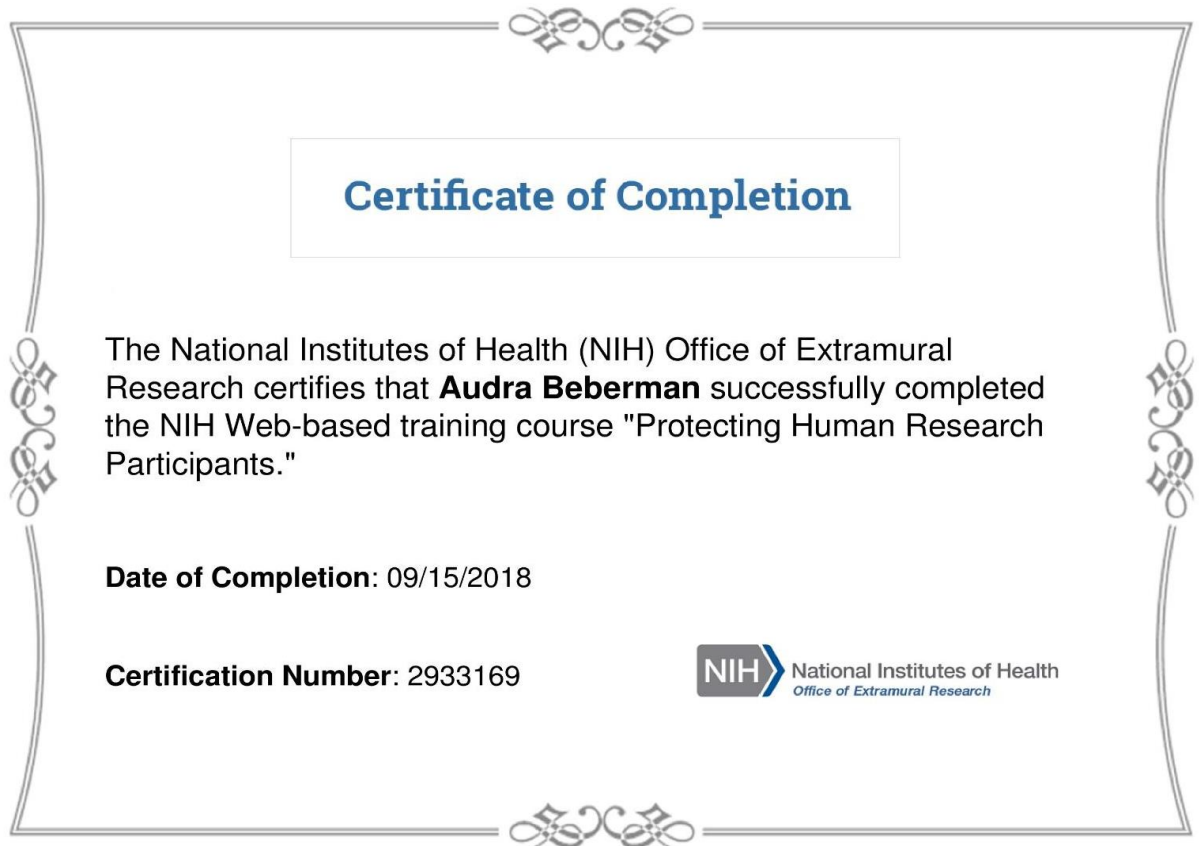 Certificate of Completion
The National Institutes of Health (NIH) Office of Extramural
Research certifies that Audra Beberman successfully completed
the NIH Web-based training course "Protecting Human Research
Participants."
Date of Completion: 09/15/2018
Certification Number: 2933169
NIH National Institutes of Health
Office of Extramural Research